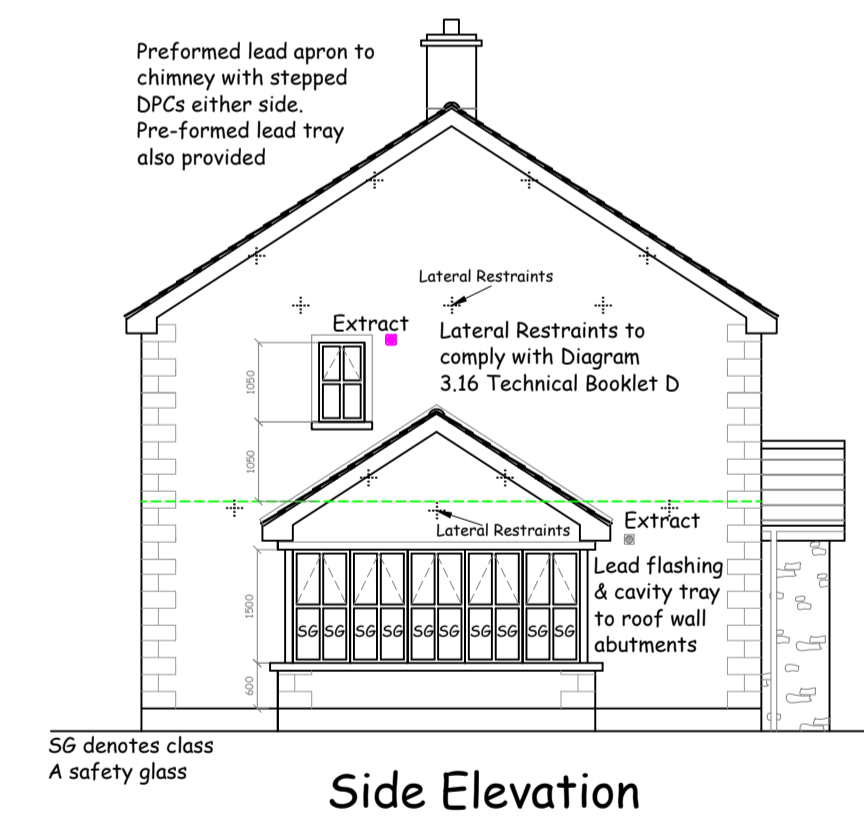 Preformed lead apron to
chimney with stepped
DPCs either side.
Pre-formed lead tray
also provided
Lateral Restraints
Extract
Lateral Restraints to
comply with Diagram
3.16 Technical Booklet D
1050
1050
Lateral Restraints
Extract
Lead flashing
& cavity tray
to roof wall
abutments
1500
SG SG SG SG SG SG SG SG SG SG
600
SG denotes class
A safety glass
Side Elevation